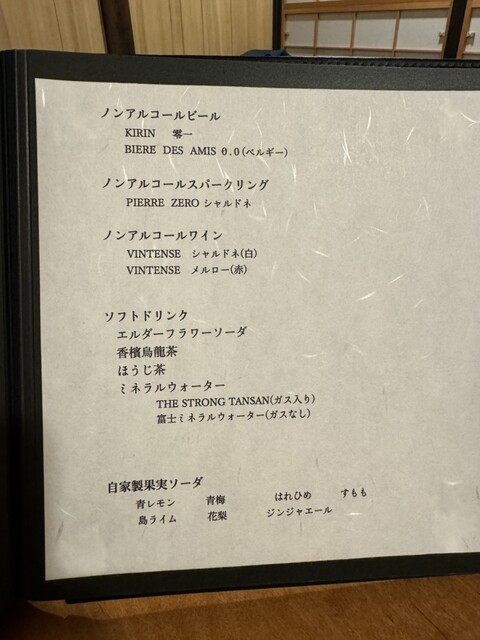 ノンアルコールビール
KIRIN 零一
BIERE DES AMIS 0.0(ベルギー)
ノンアルコールスパークリング
PIERRE ZERO シャルドネ
ノンアルコールワイン
VINTENSE シャルドネ(白)
VINTENSE メルロー(赤)
ソフトドリンク
エルダーフラワーソーダ
香檳烏龍茶
ほうじ茶
ミネラルウォーター
THE STRONG TANSAN(ガス入り)
富士ミネラルウォーター(ガスなし)
自家製果実ソーダ
青レモン 青梅 はれひめ すもも
島ライム 花梨 ジンジャエール